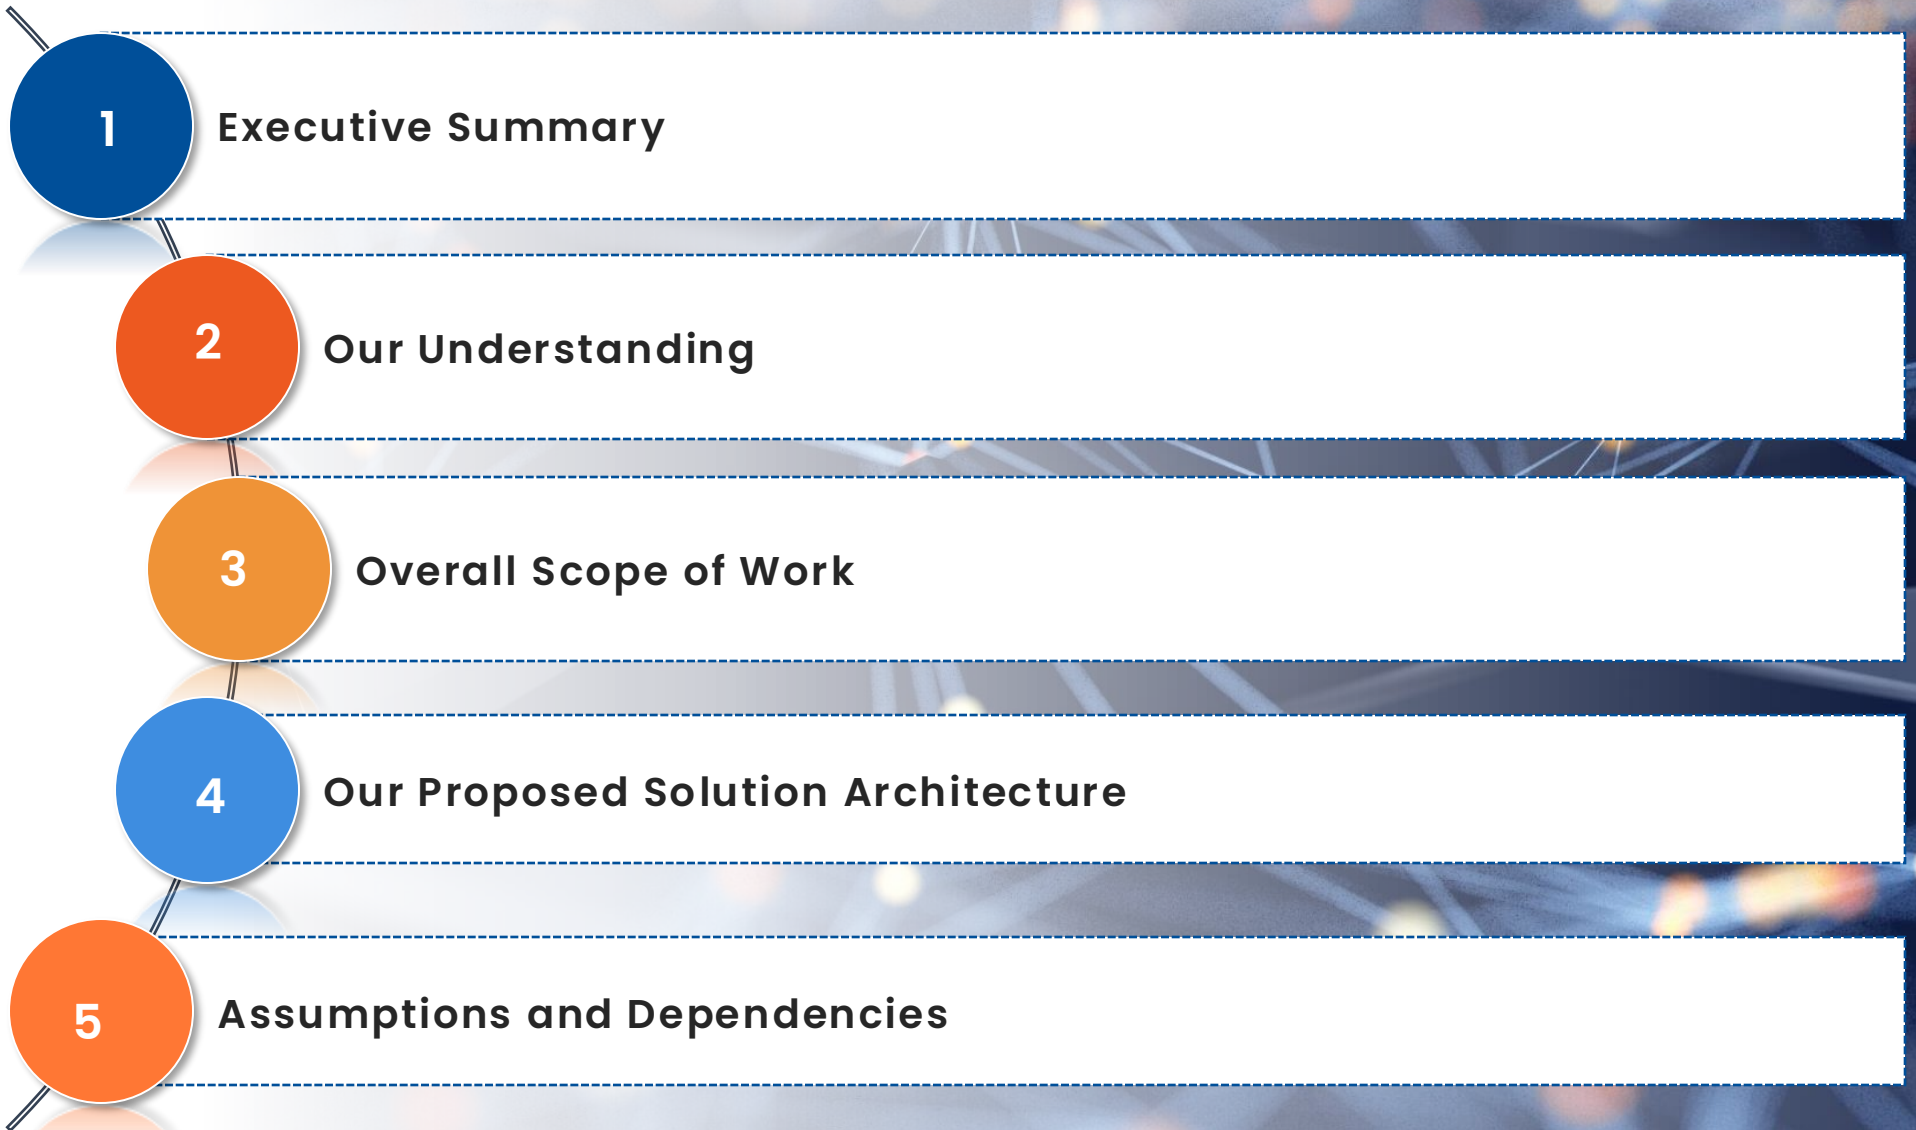 1
Executive Summary
2
Our Understanding
3
Overall Scope of Work
4
Our Proposed Solution Architecture
5
Assumptions and Dependencies